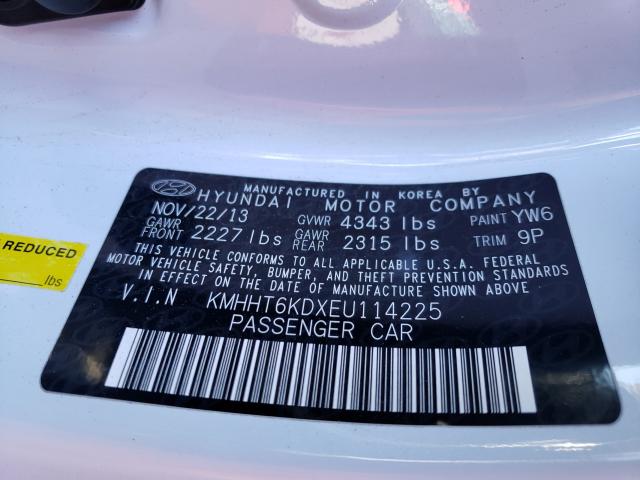 MANUFACTURED IN KOREA BY
HYUNDAI MOTOR COMPANY
NOV/22/13 GVWR 4343 lbs PAINT YW6
GAWR FRONT 2227 lbs GAWR REAR 2315 lbs TRIM 9P
THIS VEHICLE CONFORMS TO ALL APPLICABLE U.S.A. FEDERAL
MOTOR VEHICLE SAFETY, BUMPER, AND THEFT PREVENTION STANDARDS
IN EFFECT ON THE DATE OF MANUFACTURE SHOWN ABOVE.
V.I.N KMHHT6KDXEU114225
PASSENGER CAR
REDUCED
lbs